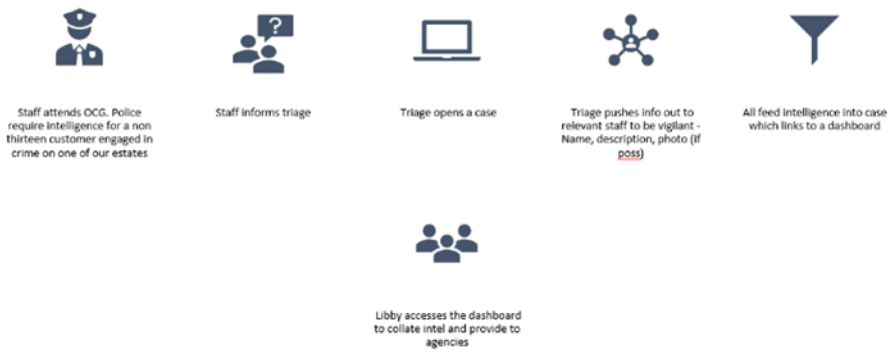 ?
Staff attends OCG. Police
require intelligence for a non
thirteen customer engaged in
crime on one of our estates
Staff informs triage
Triage opens a case
Triage pushes info out to
relevant staff to be vigilant -
Name, description, photo (if
poss)
All feed intelligence into case
which links to a dashboard
Libby accesses the dashboard
to collate intel and provide to
agencies